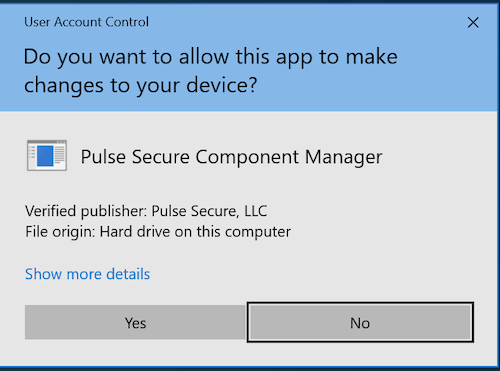 User Account Control
Do you want to allow this app to make
changes to your device?
Pulse Secure Component Manager
Verified publisher: Pulse Secure, LLC
File origin: Hard drive on this computer
Show more details
Yes
No